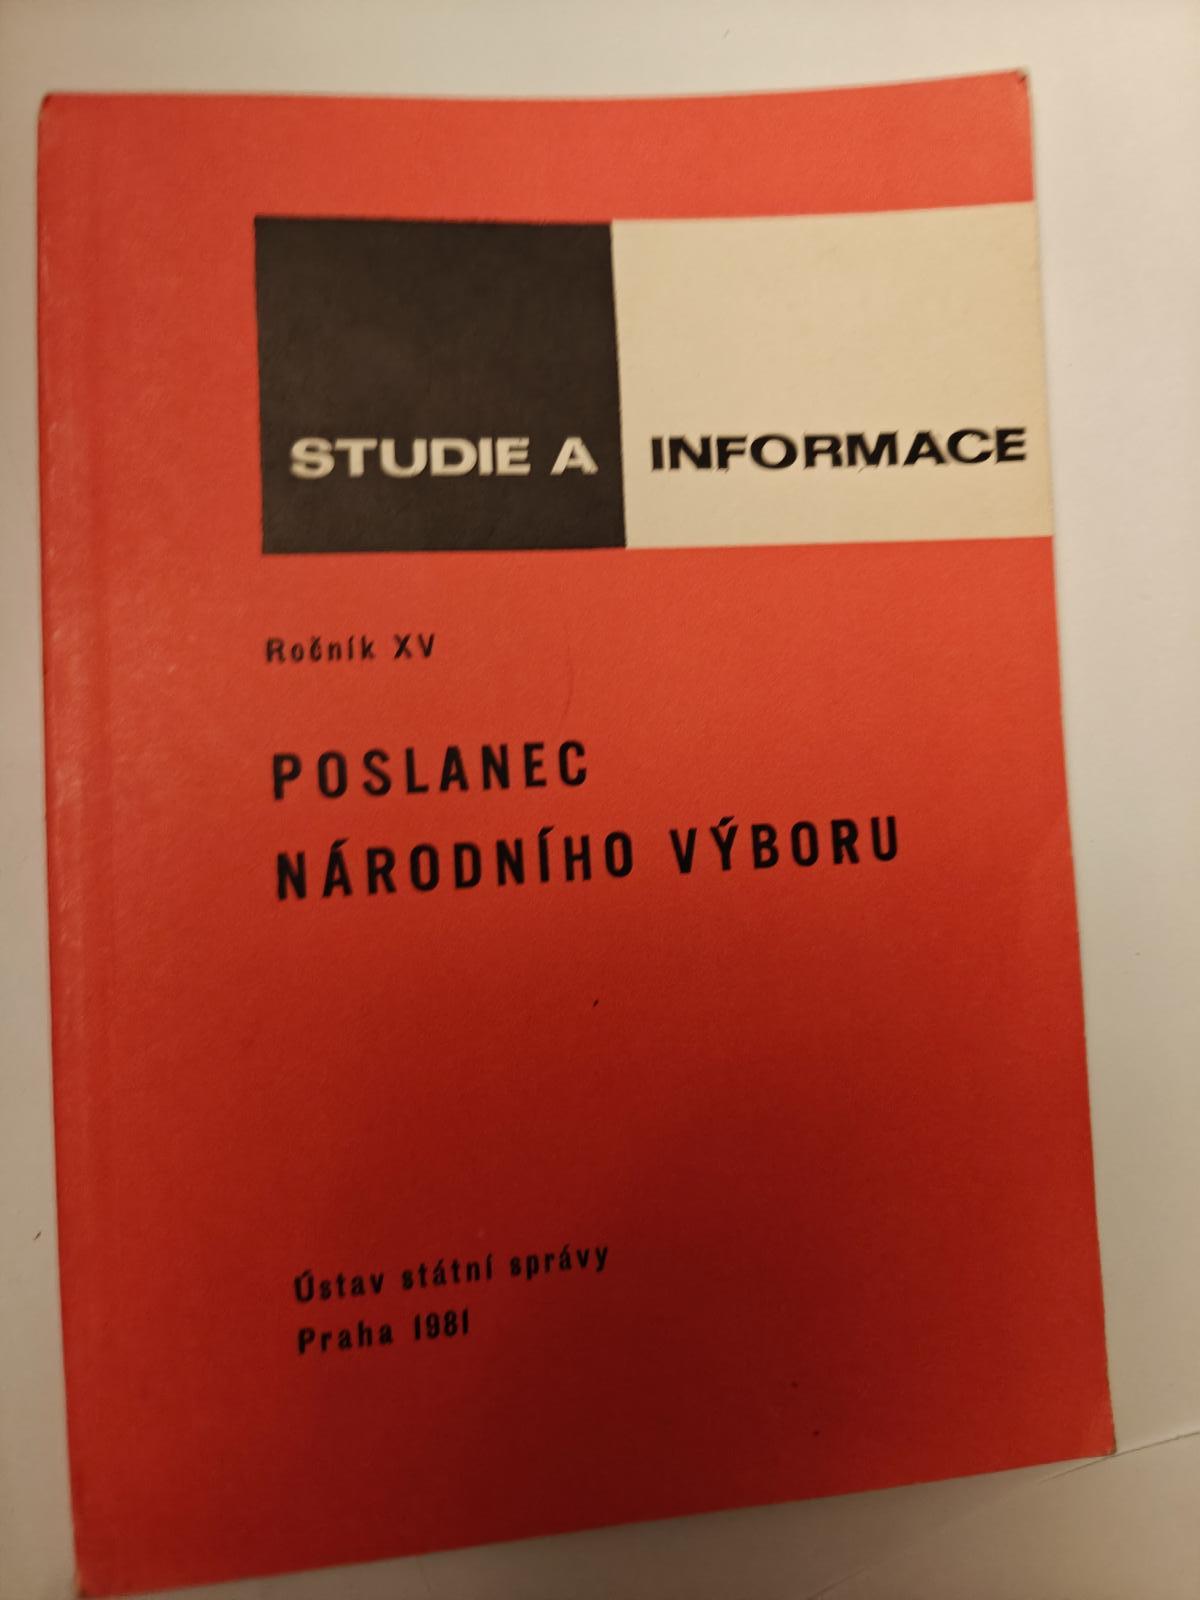 STUDIE A INFORMACE
Ročník XV
POSLANEC
NÁRODNÍHO VÝBORU
Ústav státní správy
Praha 1981